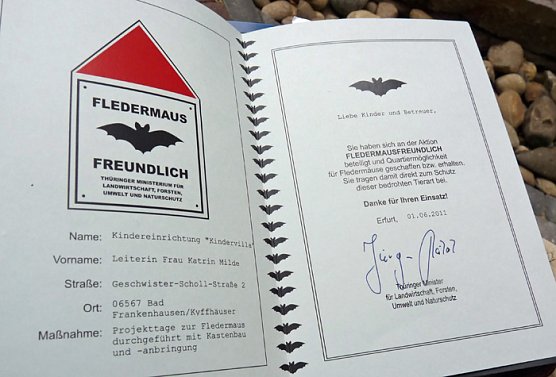 FLEDERMAUS
FREUNDLICH
THÜRINGER MINISTERIUM FÜR
LANDWIRTSCHAFT, FORSTEN,
UMWELT UND NATURSCHUTZ
Name: Kindereinrichtung "Kindervilla"
Vorname: Leiterin Frau Katrin Milde
Straße: Geschwister-Scholl-Straße 2
Ort: 06567 Bad
Frankenhausen/Kyffhäuser
Maßnahme: Projekttage zur Fledermaus
durchgeführt mit Kastenbau
und -anbringung
Liebe Kinder und Betreuer,
Sie haben sich an der Aktion
FLEDERMAUSFREUNDLICH
beteiligt und Quartiermöglichkeit
für Fledermäuse geschaffen bzw. erhalten.
Sie tragen damit direkt zum Schutz
dieser bedrohten Tierart bei.
Danke für Ihren Einsatz!
Erfurt, 01.06.2011
Thüringer Minister
für Landwirtschaft, Forsten,
Umwelt und Naturschutz